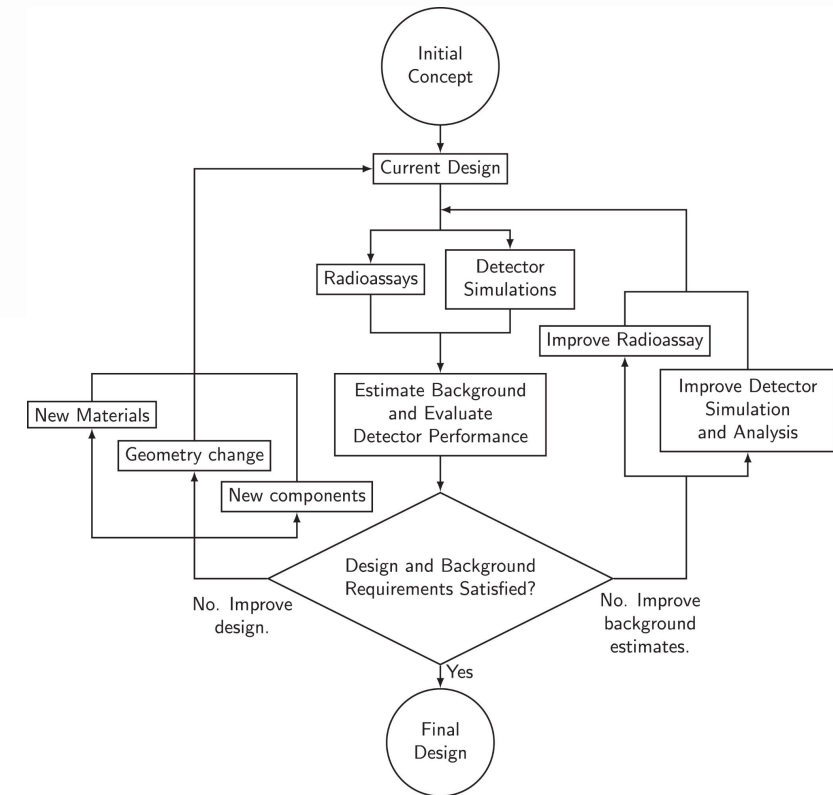 Initial
Concept
Current Design
Radioassays
Detector
Simulations
Improve Radioassay
Estimate Background
and Evaluate
Detector Performance
Improve Detector
Simulation
and Analysis
New Materials
Geometry change
New components
Design and Background
Requirements Satisfied?
No. Improve
design.
No. Improve
background
estimates.
Yes
Final
Design